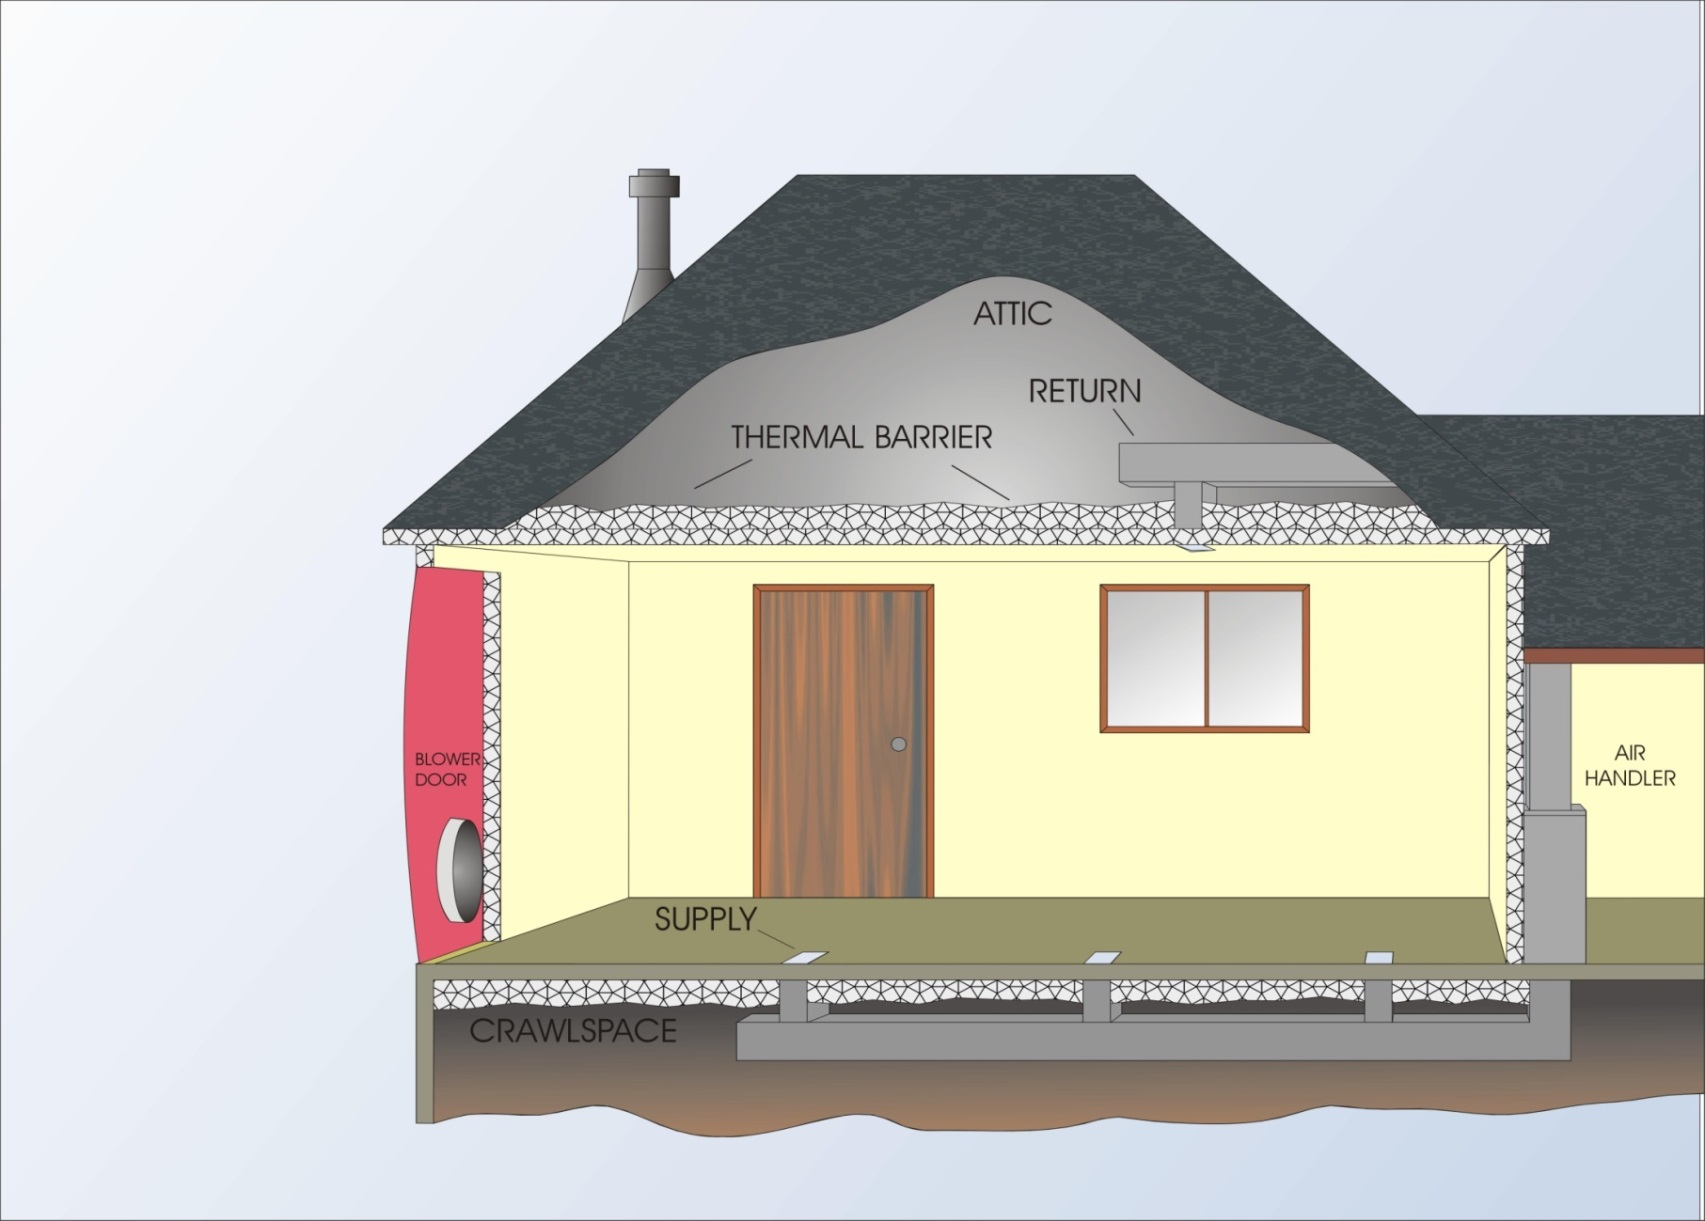 ATTIC
RETURN
THERMAL BARRIER
BLOWER
DOOR
AIR
HANDLER
SUPPLY
CRAWLSPACE